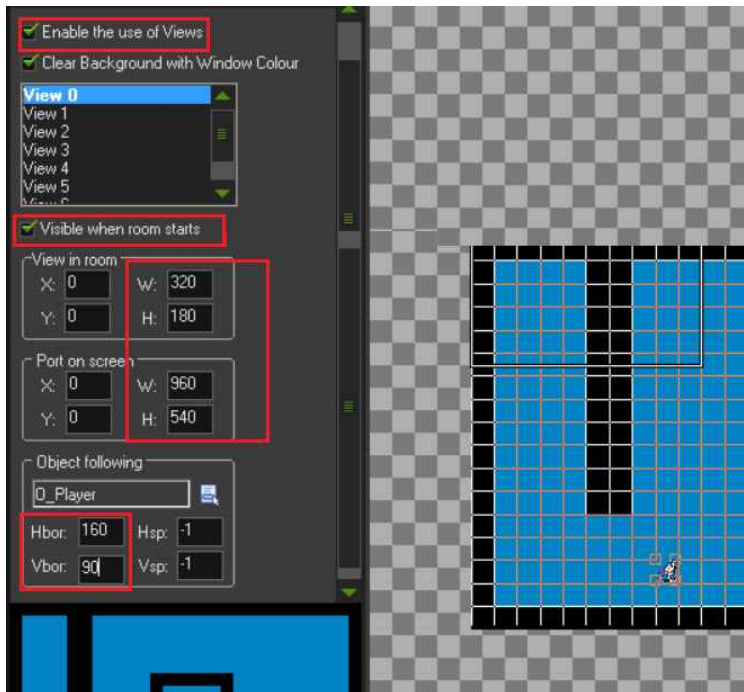 Enable the use of Views
Clear Background with Window Colour
View 0
View 1
View 2
View 3
View 4
View 5
View in room
Visible when room starts
X: 0 W: 320
Y: 0 H: 180
Port on screen
X: 0 W: 960
Y: 0 H: 540
Object following
O_Player
Hbor: 160 Hsp: -1
Vbor: 90 Vsp: -1